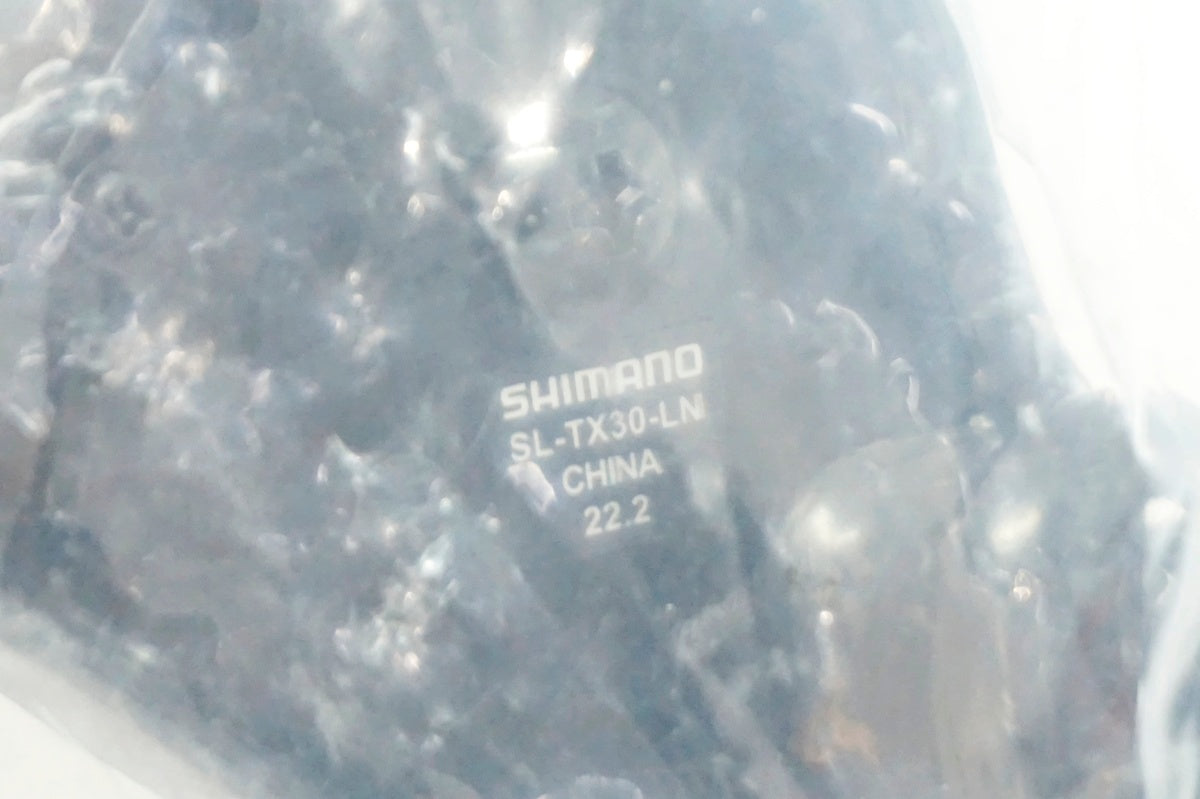 SHIMANO
SL-TX30-LN
CHINA
22.2